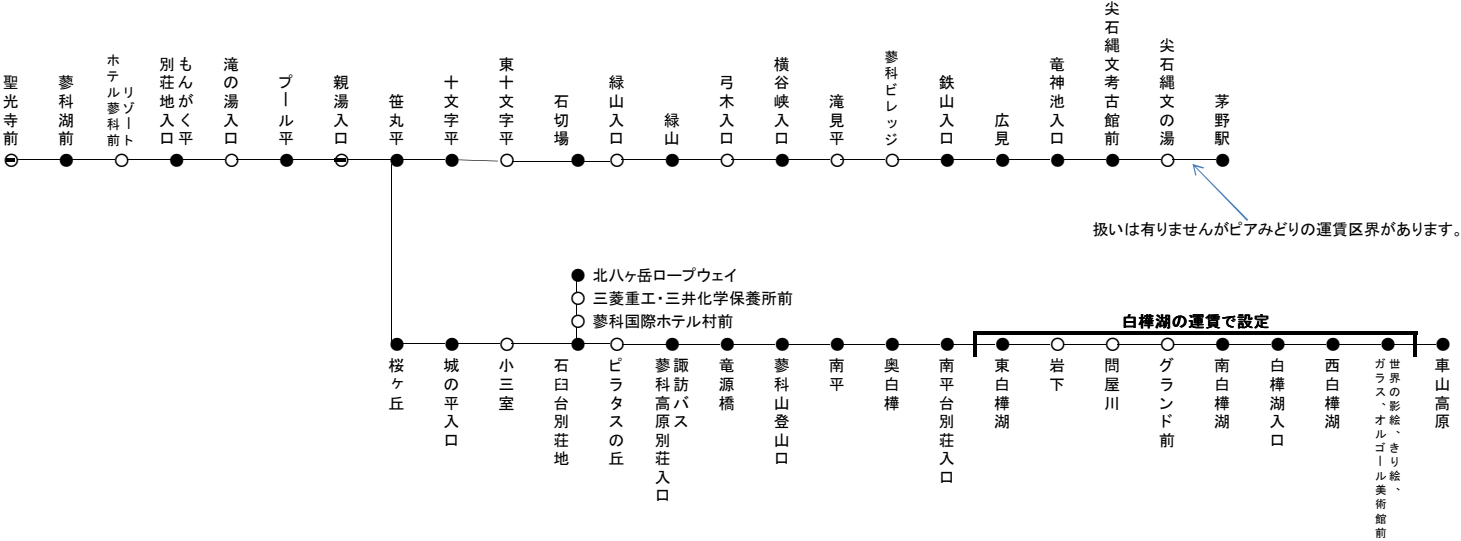 聖光寺前
蓼科湖前
リゾート
ホテル蓼科前
もんがく平
別荘地入口
滝の湯入口
プール平
親湯入口
笹丸平
十文字平
東十文字平
石切場
緑山入口
緑山
弓木入口
横谷峡入口
滝見平
蓼科ビレッジ
鉄山入口
広見
竜神池入口
尖石縄文考古館前
尖石縄文の湯
茅野駅
扱いは有りませんがピアみどりの運賃区界があります。
北八ヶ岳ロープウェイ
三菱重工・三井化学保養所前
蓼科国際ホテル村前
白樺湖の運賃で設定
桜ヶ丘
城の平入口
小三室
石臼台別荘地
ピラタスの丘
諏訪バス
蓼科高原別荘入口
竜源橋
蓼科山登山口
南平
奥白樺
南平台別荘入口
東白樺湖
岩下
問屋川
グランド前
南白樺湖
白樺湖入口
西白樺湖
世界の影絵、きり絵、
ガラス、オルゴール美術館前
車山高原